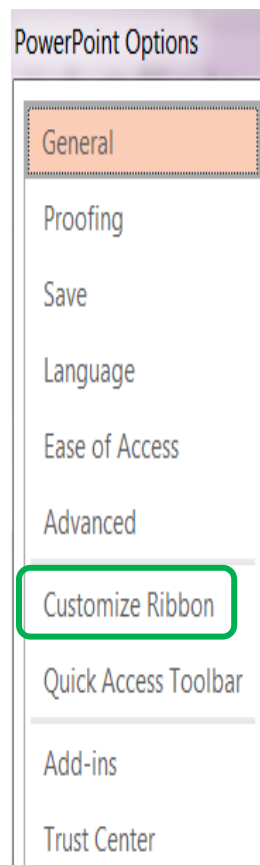 PowerPoint Options
General
Proofing
Save
Language
Ease of Access
Advanced
Customize Ribbon
Quick Access Toolbar
Add-ins
Trust Center